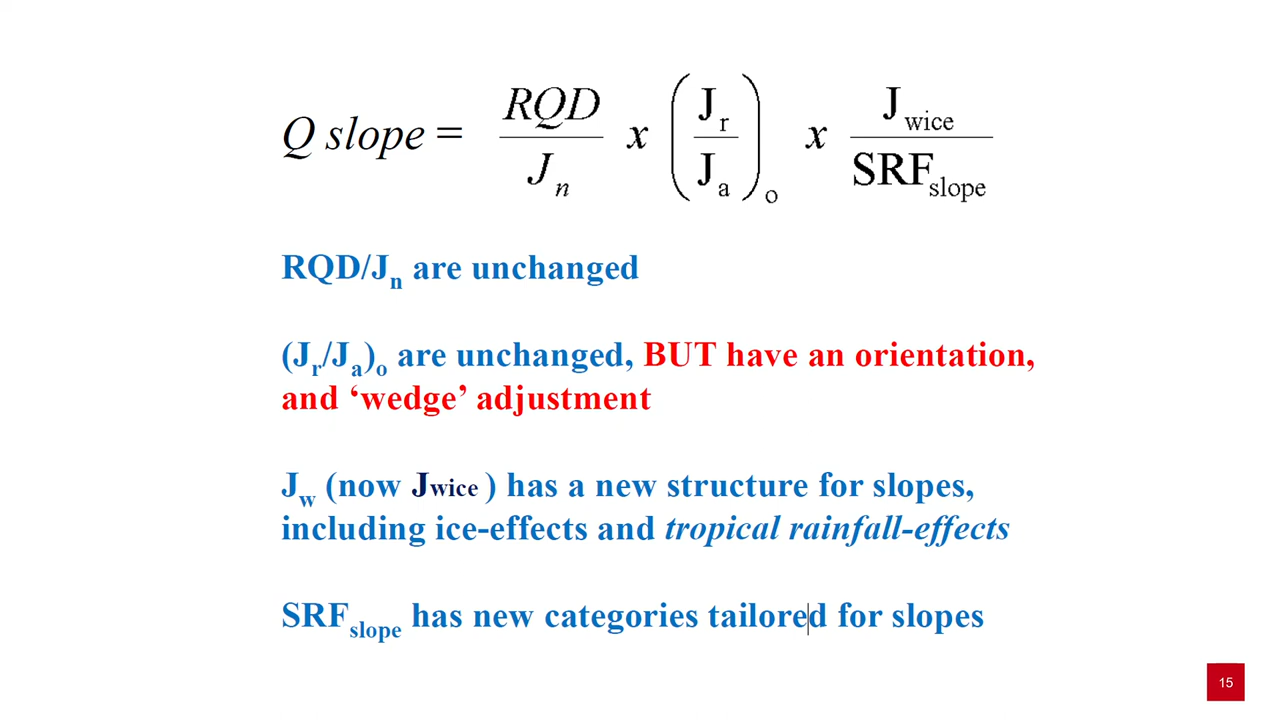 Q slope = RQD / Jn x (Jr / Ja)o x Jwice / SRFslope
RQD/Jn are unchanged
(Jr/Ja)o are unchanged, BUT have an orientation,
and ‘wedge’ adjustment
Jw (now Jwice ) has a new structure for slopes,
including ice-effects and tropical rainfall-effects
SRFslope has new categories tailored for slopes
15